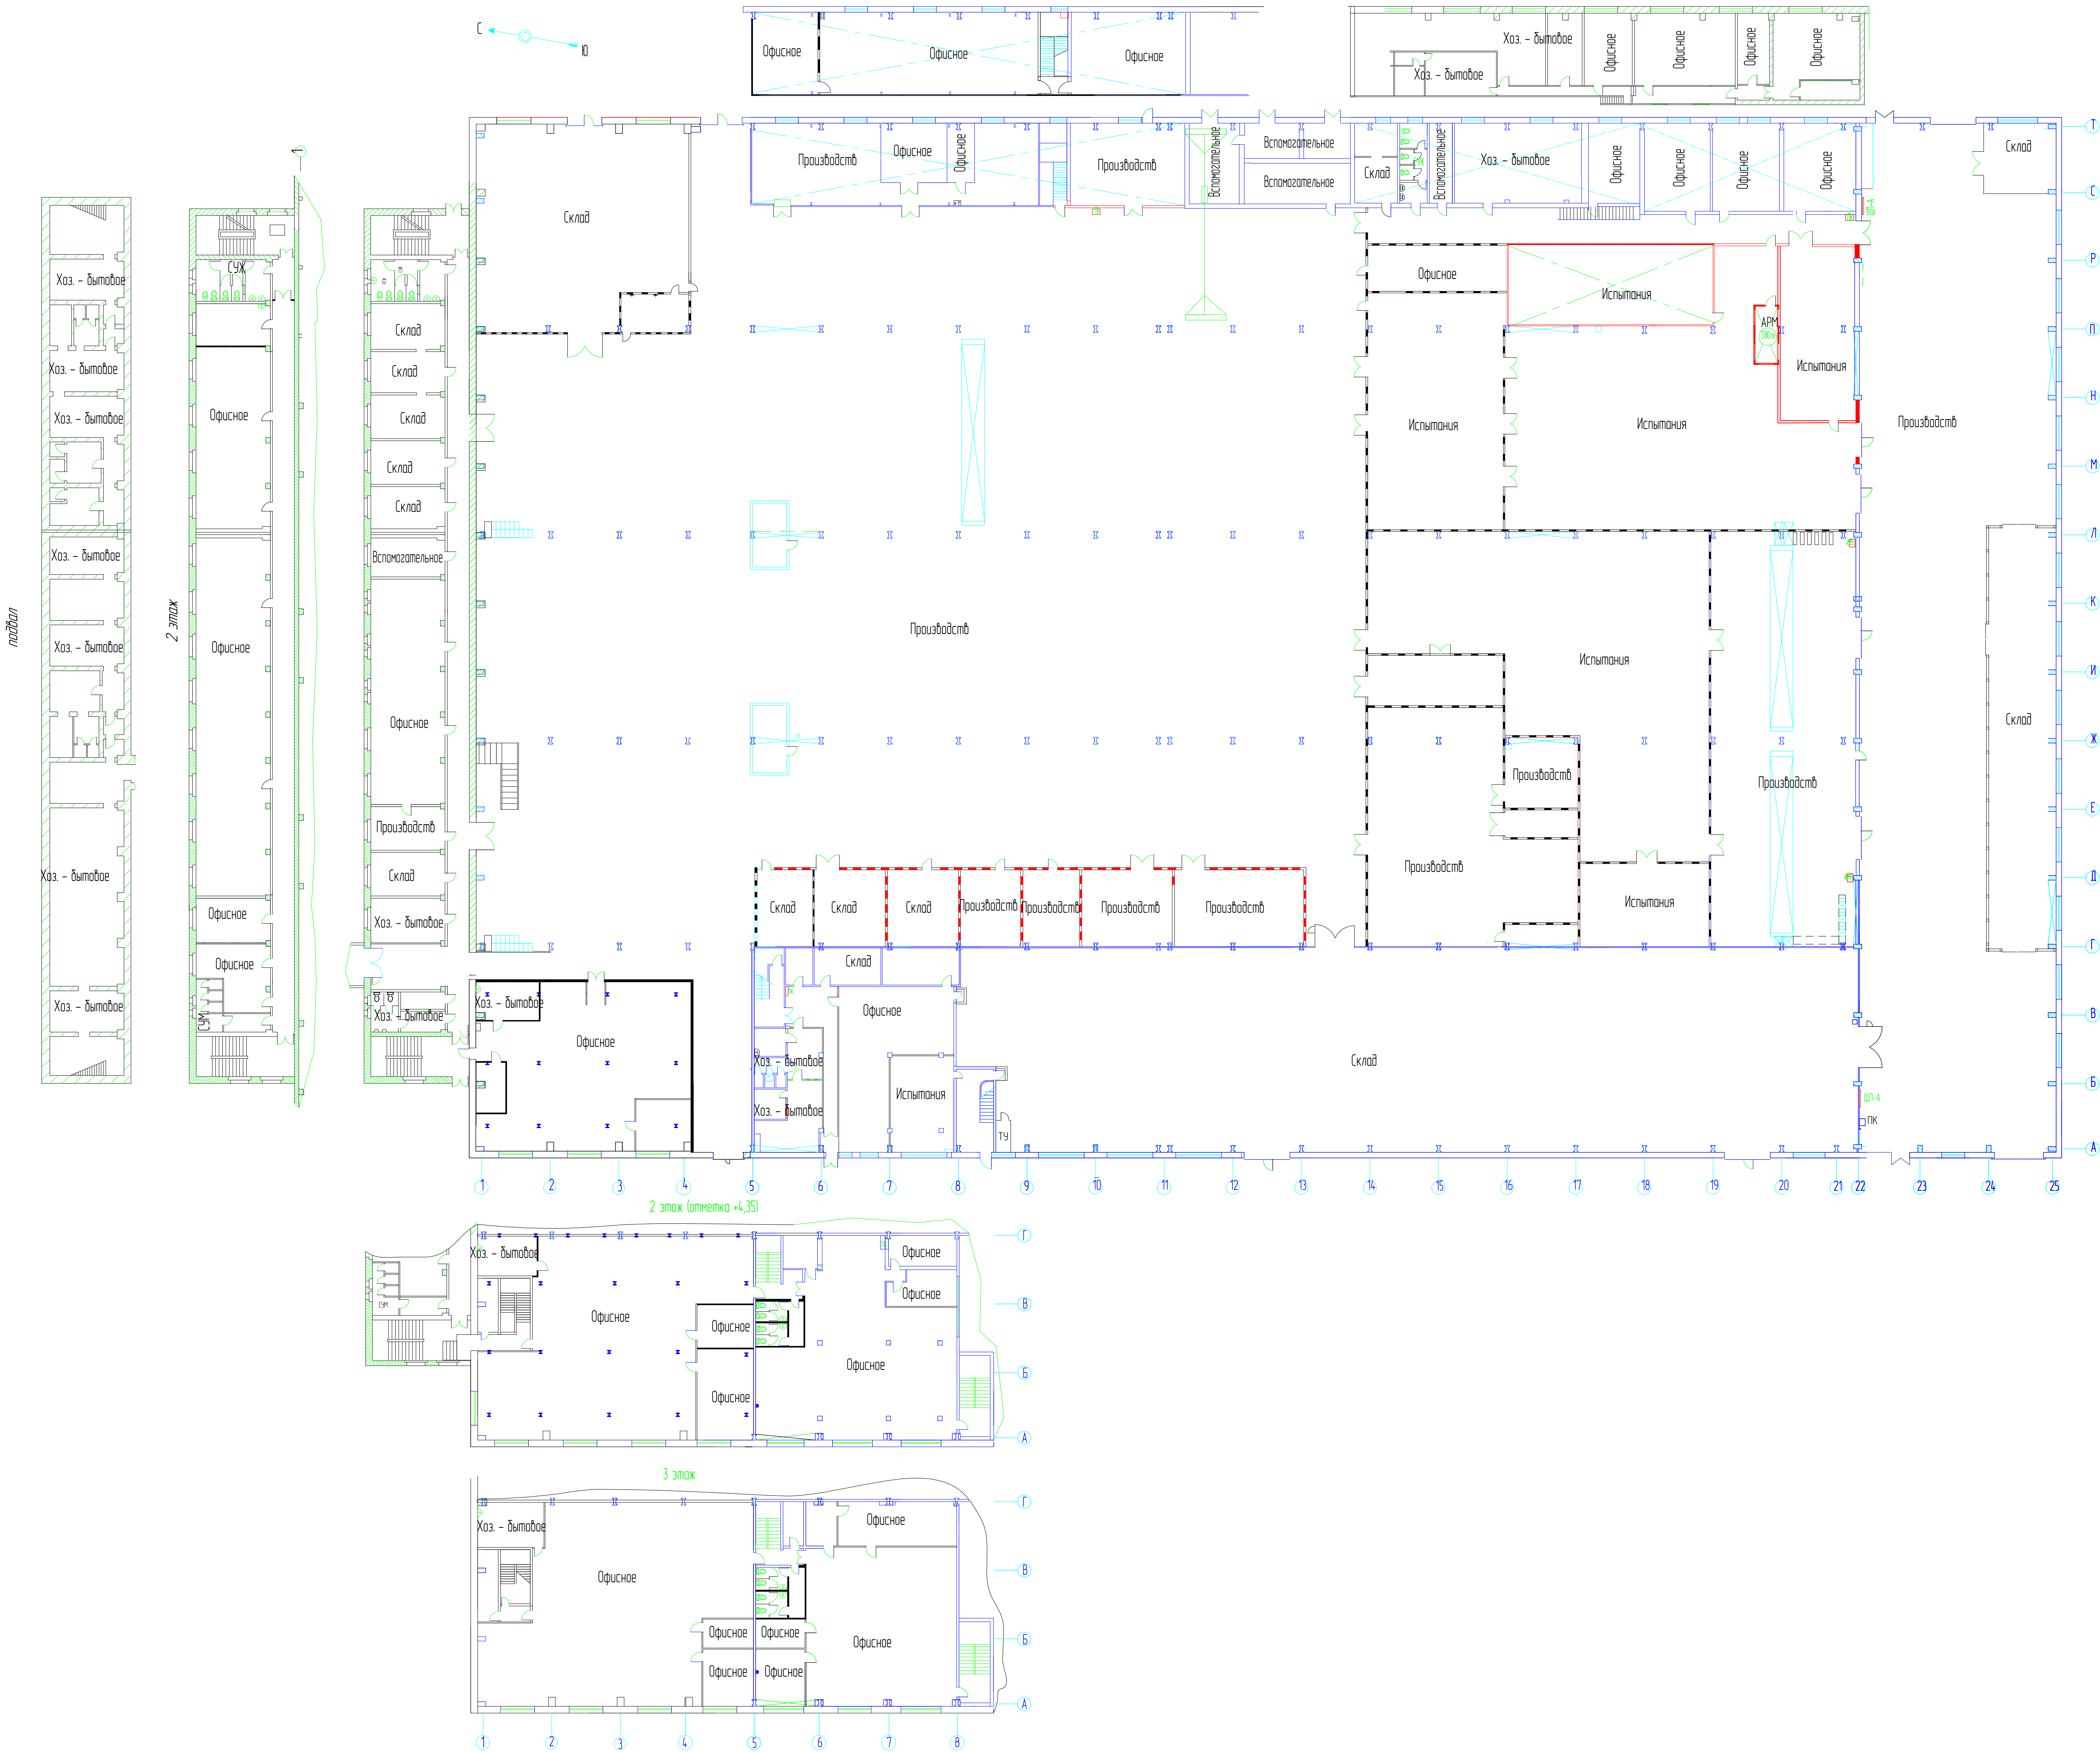 С
Ю
Офисное
Офисное
Офисное
Хоз. - бытовое
Хоз. - бытовое
Офисное
Офисное
Офисное
Офисное
1
Склад
Производств
Офисное
Офисное
Производств
Вспомогательное
Вспомогательное
Вспомогательное
Склад
Вспомогательное
Хоз. - бытовое
Офисное
Офисное
Офисное
Офисное
Склад
Т
С
Р
П
Н
М
Л
К
И
Ж
Е
Д
Г
В
Б
А
ШП-А
Офисное
Испытания
АРМ
Испытания
Испытания
Испытания
Производств
Производств
Испытания
Производств
Производств
Производств
Испытания
Склад
подвал
Хоз. - бытовое
Хоз. - бытовое
Хоз. - бытовое
Хоз. - бытовое
Хоз. - бытовое
Хоз. - бытовое
Хоз. - бытовое
2 этаж
СУЖ
Офисное
Офисное
Офисное
Офисное
СУМ
Склад
Склад
Склад
Склад
Склад
Вспомогательное
Офисное
Производств
Склад
Хоз. - бытовое
Хоз. - бытовое
Склад
Склад
Склад
Производств
Производств
Производств
Производств
Хоз. - бытовое
Офисное
Склад
Офисное
Хоз. - бытовое
Хоз. - бытовое
Испытания
ТУ
Склад
ШП-А
ПК
1 2 3 4 5 6 7 8 9 10 11 12 13 14 15 16 17 18 19 20 21 22 23 24 25
2 этаж (отметка +4,35)
Хоз. - бытовое
СУМ
Офисное
Офисное
Офисное
Офисное
Офисное
Офисное
Г
В
Б
А
3 этаж
Хоз. - бытовое
Офисное
Офисное
Офисное
Офисное
Офисное
Офисное
Офисное
Г
В
Б
А
1 2 3 4 5 6 7 8